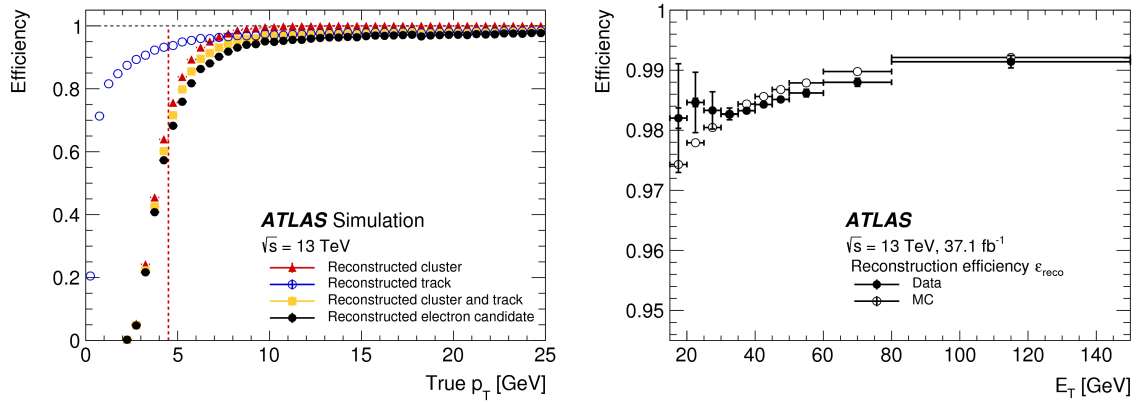 Efficiency
1
0.8
0.6
0.4
0.2
0
0 5 10 15 20 25
True p_T [GeV]
ATLAS Simulation
√s = 13 TeV
Reconstructed cluster
Reconstructed track
Reconstructed cluster and track
Reconstructed electron candidate
Efficiency
1
0.99
0.98
0.97
0.96
0.95
20 40 60 80 100 120 140
E_T [GeV]
ATLAS
√s = 13 TeV, 37.1 fb⁻¹
Reconstruction efficiency ε_reco
Data
MC